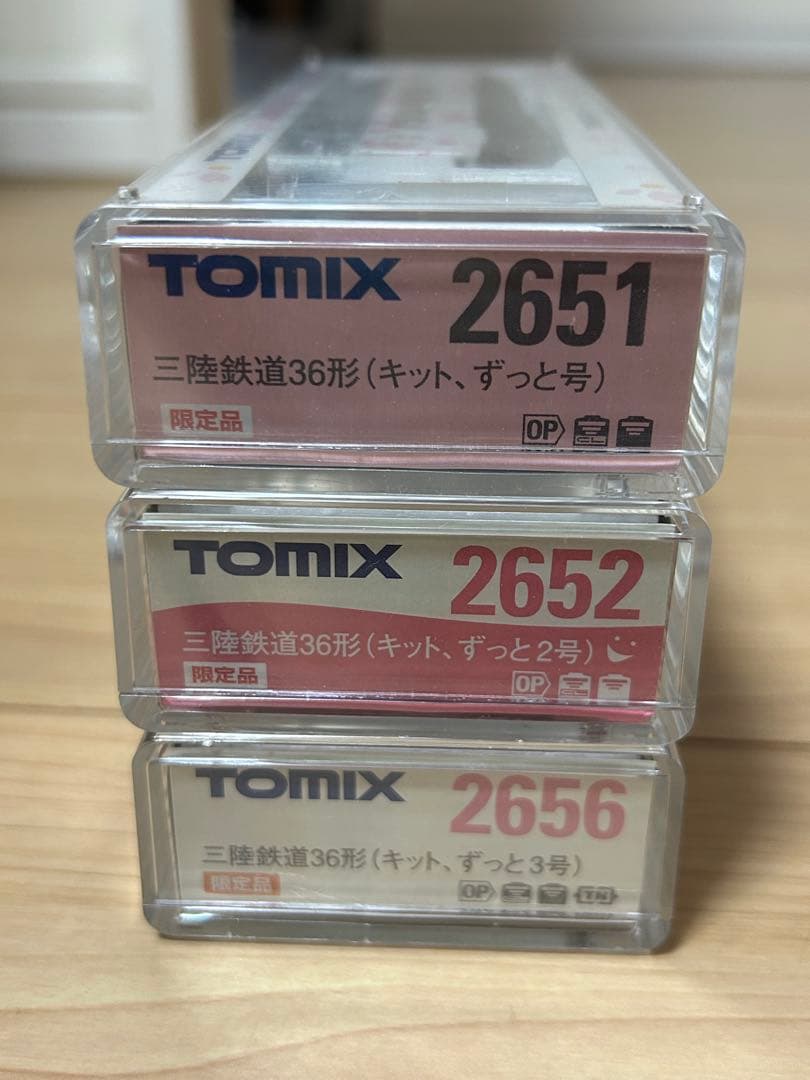 TOMIX 2651
三陸鉄道36形(キット、ずっと号)
限定品 OP CL
TOMIX 2652
三陸鉄道36形(キット、ずっと2号)
限定品 OP CL
TOMIX 2656
三陸鉄道36形(キット、ずっと3号)
限定品 OP TN